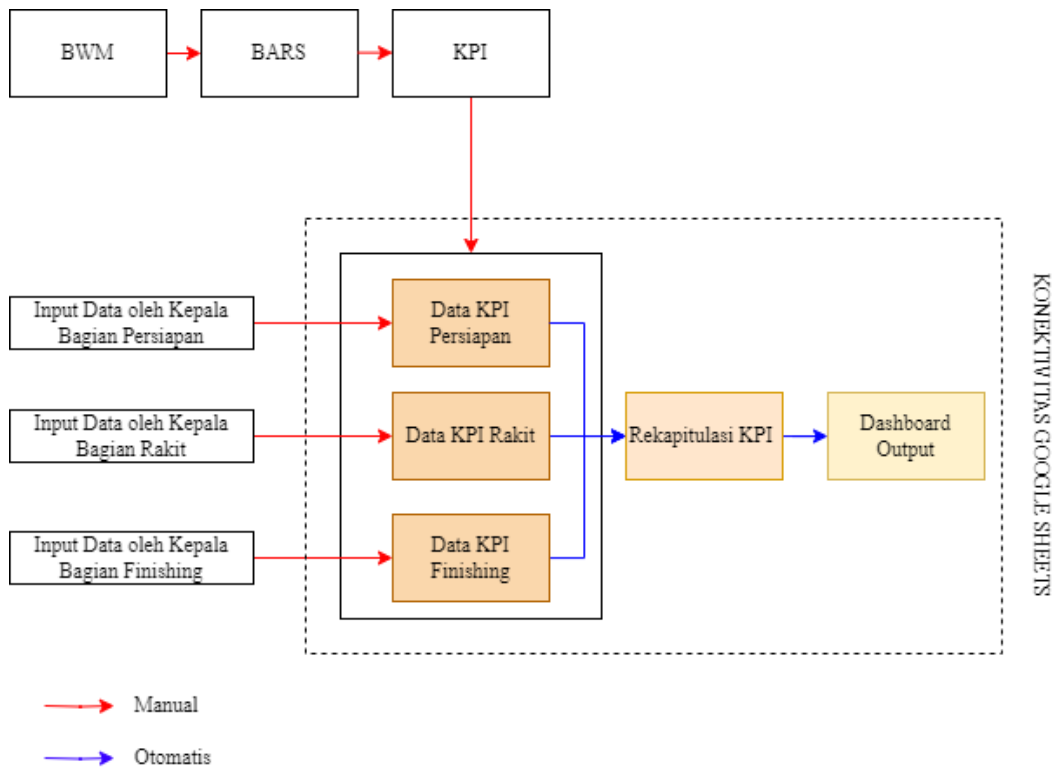 BWM
BARS
KPI
Input Data oleh Kepala
Bagian Persiapan
Data KPI
Persiapan
Input Data oleh Kepala
Bagian Rakit
Data KPI Rakit
Rekapitulasi KPI
Dashboard
Output
Input Data oleh Kepala
Bagian Finishing
Data KPI
Finishing
KONEKTIVITAS GOOGLE SHEETS
Manual
Otomatis